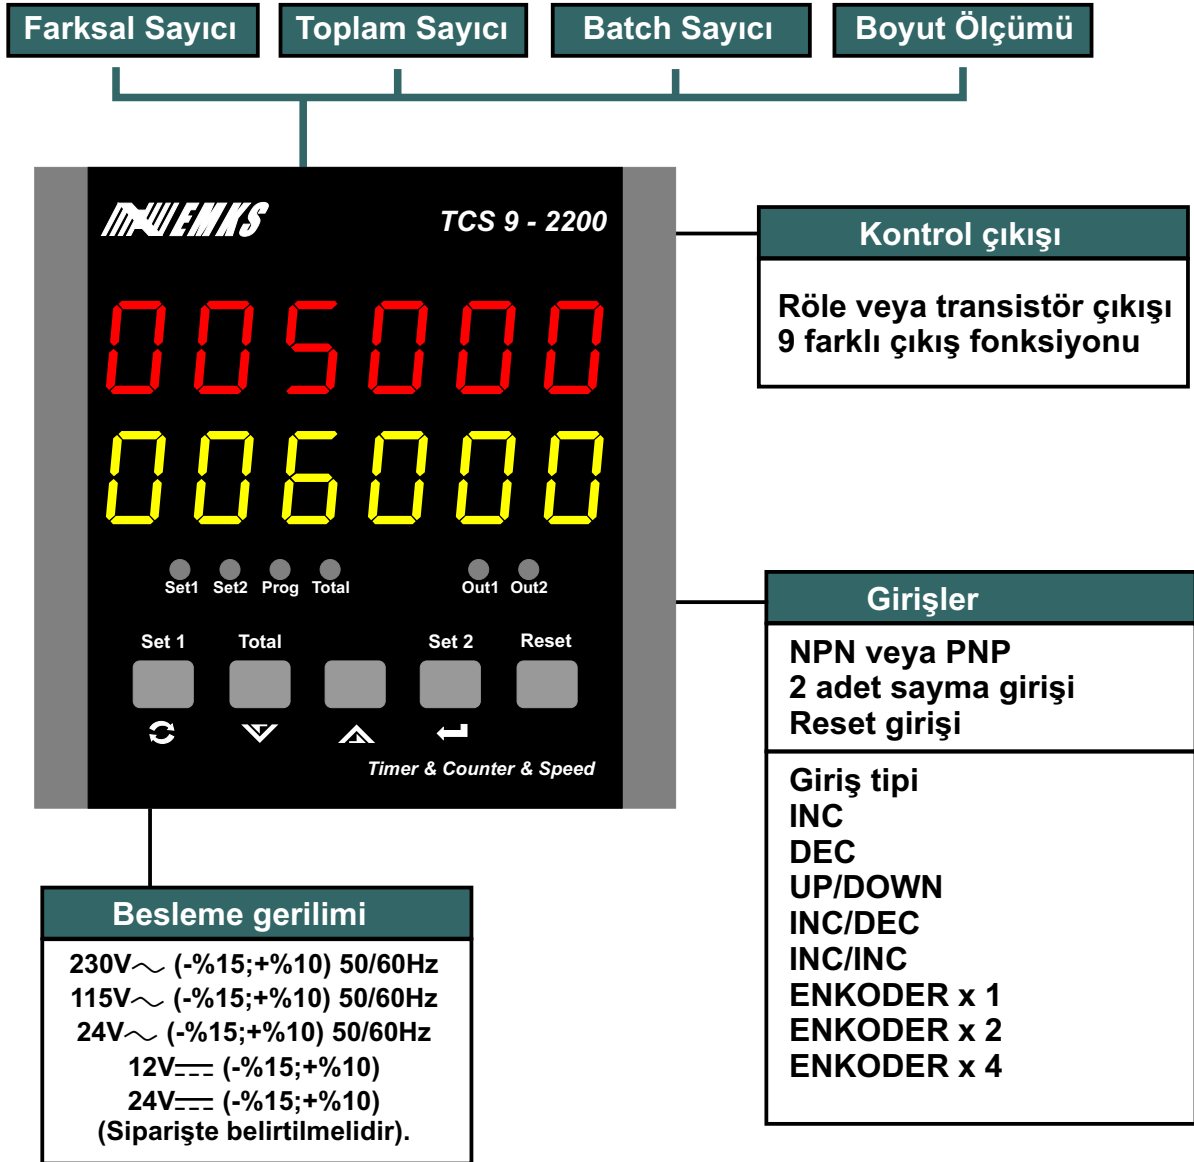 Farksal Sayıcı
Toplam Sayıcı
Batch Sayıcı
Boyut Ölçümü
EMKS
TCS 9 - 2200
005000
006000
Set1 Set2 Prog Total Out1 Out2
Set 1 Total Set 2 Reset
Timer & Counter & Speed
Kontrol çıkışı
Röle veya transistör çıkışı
9 farklı çıkış fonksiyonu
Girişler
NPN veya PNP
2 adet sayma girişi
Reset girişi
Giriş tipi
INC
DEC
UP/DOWN
INC/DEC
INC/INC
ENKODER x 1
ENKODER x 2
ENKODER x 4
Besleme gerilimi
230V~ (-%15;+%10) 50/60Hz
115V~ (-%15;+%10) 50/60Hz
24V~ (-%15;+%10) 50/60Hz
12V⎓ (-%15;+%10)
24V⎓ (-%15;+%10)
(Siparişte belirtilmelidir).